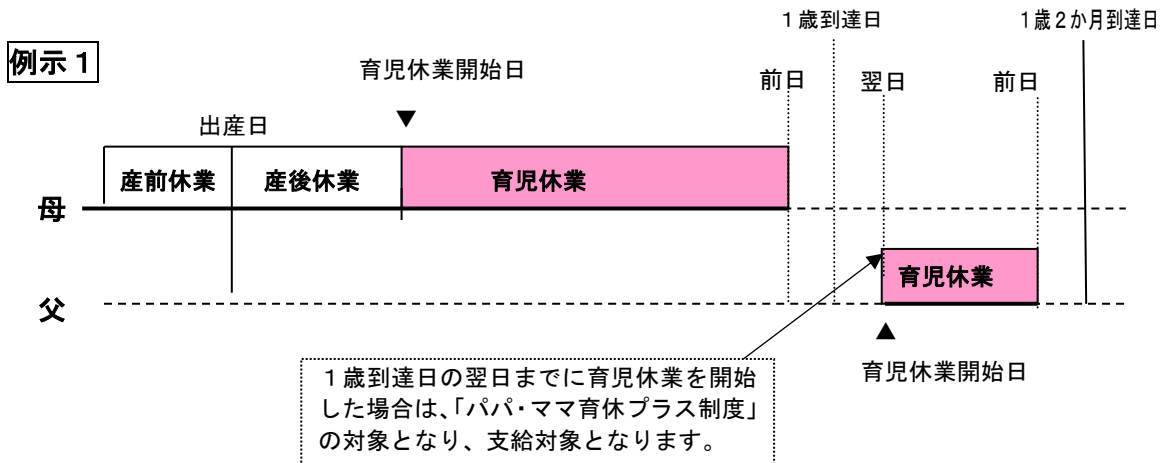 例示1
1歳到達日
1歳2か月到達日
育児休業開始日
前日
翌日
前日
出産日
▼
産前休業
産後休業
育児休業
母
育児休業
父
▲
育児休業開始日
1歳到達日の翌日までに育児休業を開始
した場合は、「パパ・ママ育休プラス制度」
の対象となり、支給対象となります。